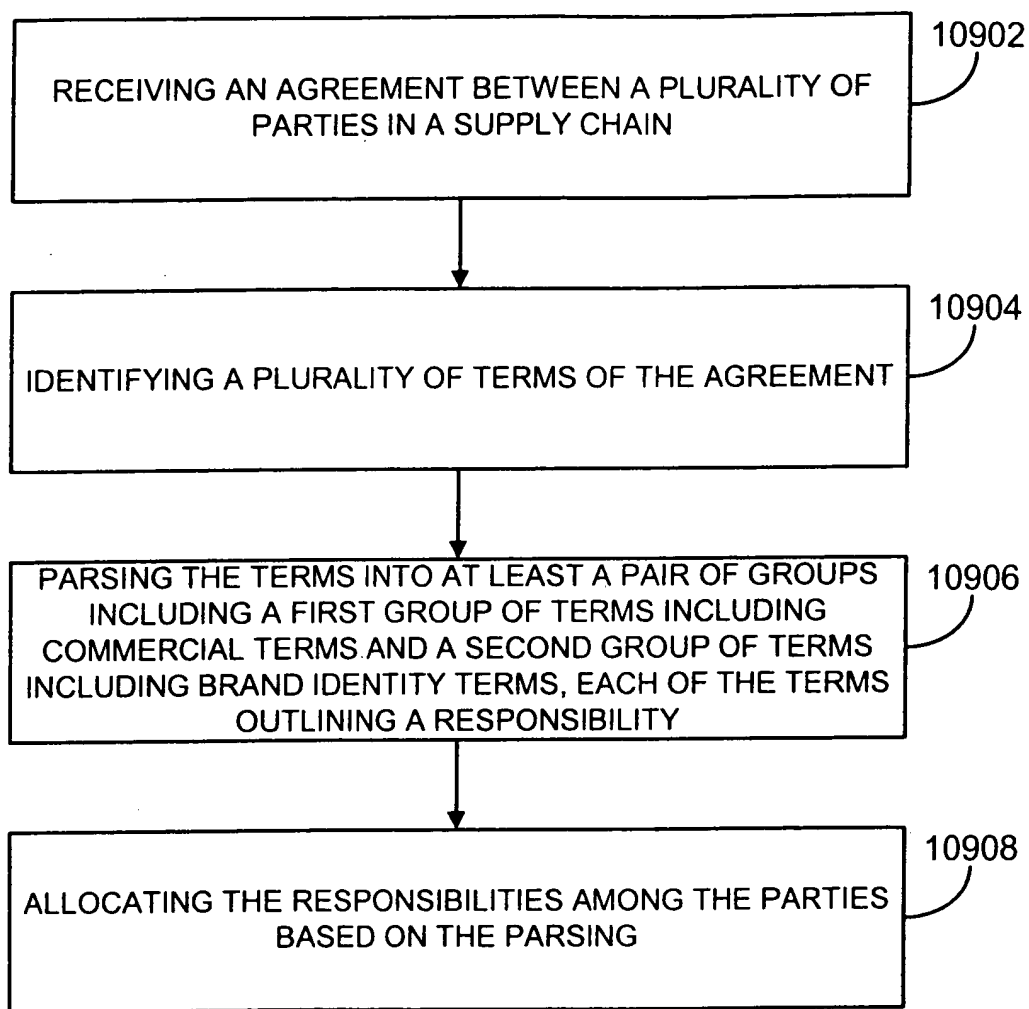 10902
RECEIVING AN AGREEMENT BETWEEN A PLURALITY OF
PARTIES IN A SUPPLY CHAIN
10904
IDENTIFYING A PLURALITY OF TERMS OF THE AGREEMENT
10906
PARSING THE TERMS INTO AT LEAST A PAIR OF GROUPS
INCLUDING A FIRST GROUP OF TERMS INCLUDING
COMMERCIAL TERMS AND A SECOND GROUP OF TERMS
INCLUDING BRAND IDENTITY TERMS, EACH OF THE TERMS
OUTLINING A RESPONSIBILITY
10908
ALLOCATING THE RESPONSIBILITIES AMONG THE PARTIES
BASED ON THE PARSING